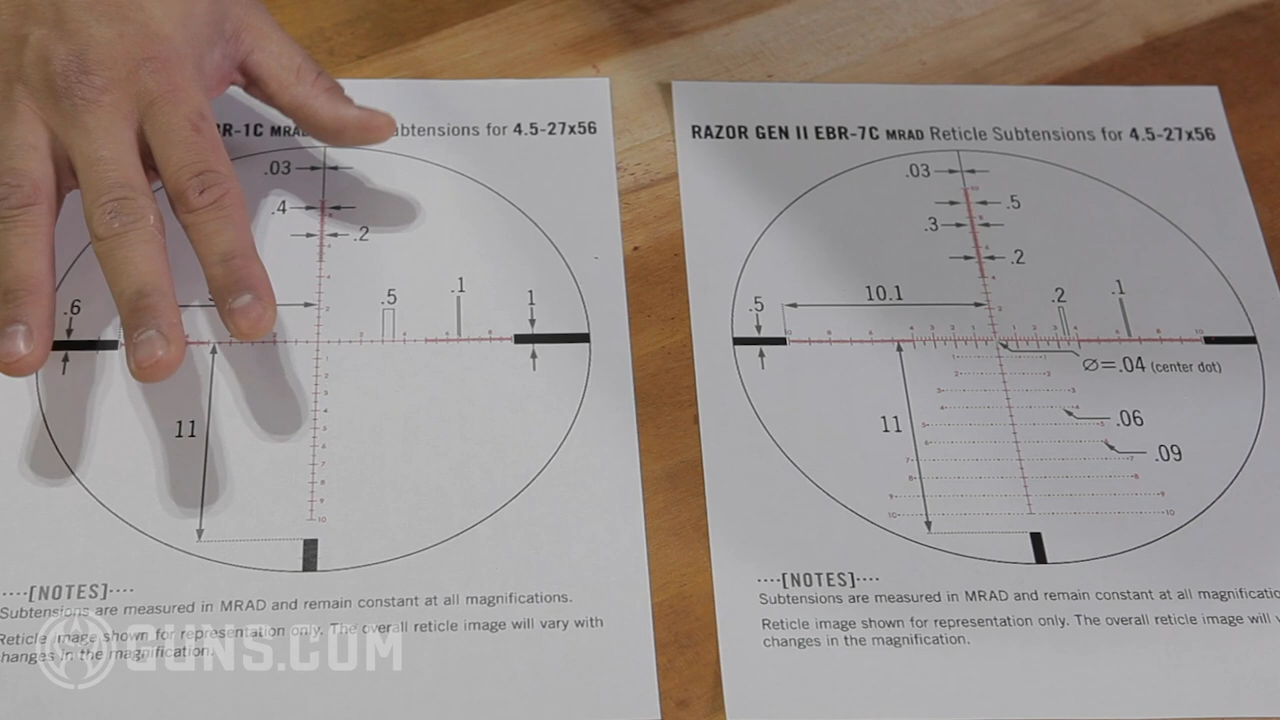 R-1C MRAD
btensions for 4.5-27x56
.03
.4
.2
.5
.1
1
.6
11
10
····[NOTES]····
Subtensions are measured in MRAD and remain constant at all magnifications.
Reticle image shown for representation only. The overall reticle image will vary with
changes in the magnification.
GUNS.COM
RAZOR GEN II EBR-7C MRAD Reticle Subtensions for 4.5-27x56
.03
.5
.3
.2
10.1
.2
.1
.5
Ø=.04 (center dot)
11
.06
.09
····[NOTES]····
Subtensions are measured in MRAD and remain constant at all
Reticle image shown for representation only. The overall reticle image will
changes in the magnification.